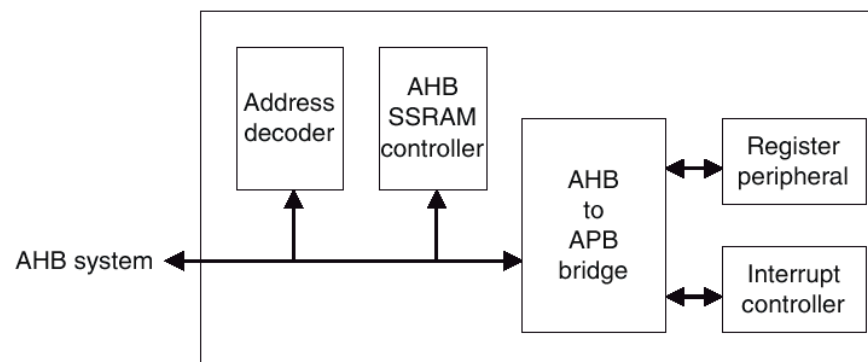 Address
decoder
AHB
SSRAM
controller
AHB
to
APB
bridge
Register
peripheral
AHB system
Interrupt
controller